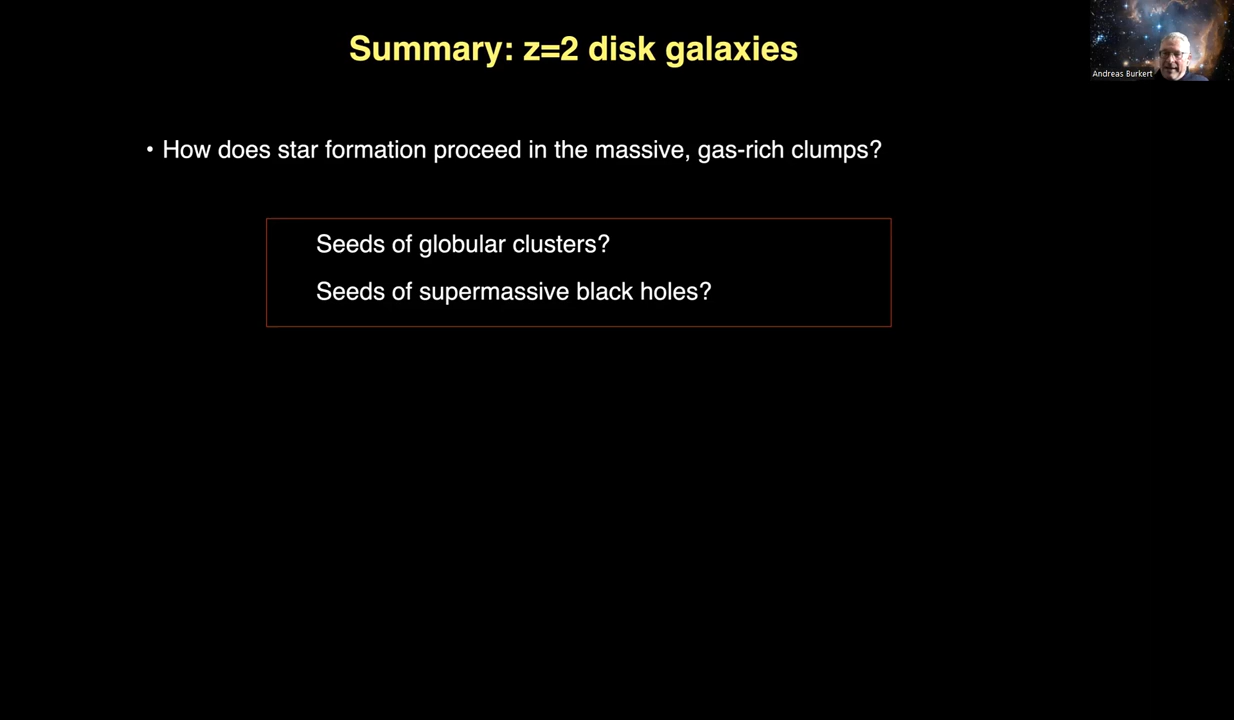 Summary: z=2 disk galaxies
Andreas Burkert
• How does star formation proceed in the massive, gas-rich clumps?
Seeds of globular clusters?
Seeds of supermassive black holes?